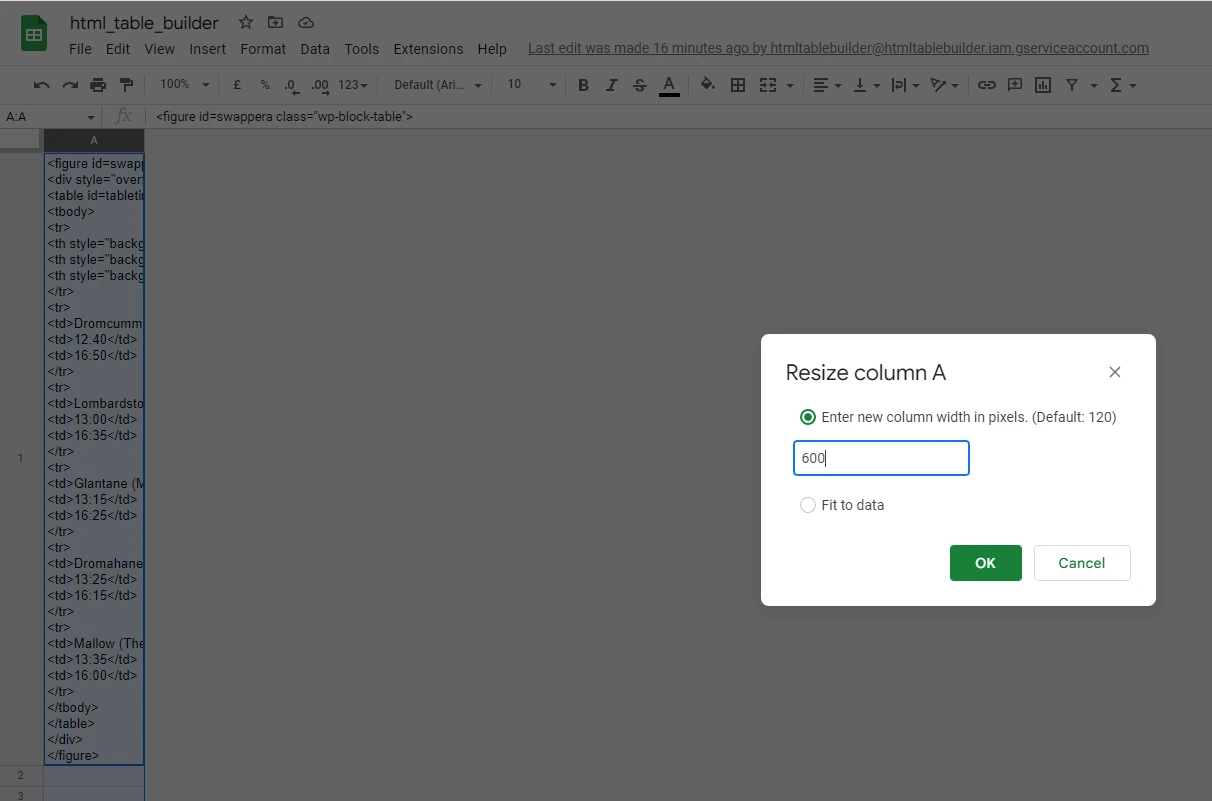 html_table_builder
File Edit View Insert Format Data Tools Extensions Help Last edit was made 16 minutes ago by htmltablebuilder@htmltablebuilder.iam.gserviceaccount.com
100% £ % .0 .00 123 Default (Ari... 10 B I S A
A:A fx <figure id=swappera class="wp-block-table">
A
<figure id=swapp
<div style="over
<table id=tableti
<tbody>
<tr>
<th style="backg
<th style="backg
<th style="backg
</tr>
<tr>
<td>Dromcumm
<td>12:40</td>
<td>16:50</td>
</tr>
<tr>
<td>Lombardsto
<td>13:00</td>
<td>16:35</td>
</tr>
1
<tr>
<td>Glantane (M
<td>13:15</td>
<td>16:25</td>
</tr>
<tr>
<td>Dromahane
<td>13:25</td>
<td>16:15</td>
</tr>
<tr>
<td>Mallow (The
<td>13:35</td>
<td>16:00</td>
</tr>
</tbody>
</table>
</div>
</figure>
2
3
Resize column A
Enter new column width in pixels. (Default: 120)
600
Fit to data
OK Cancel